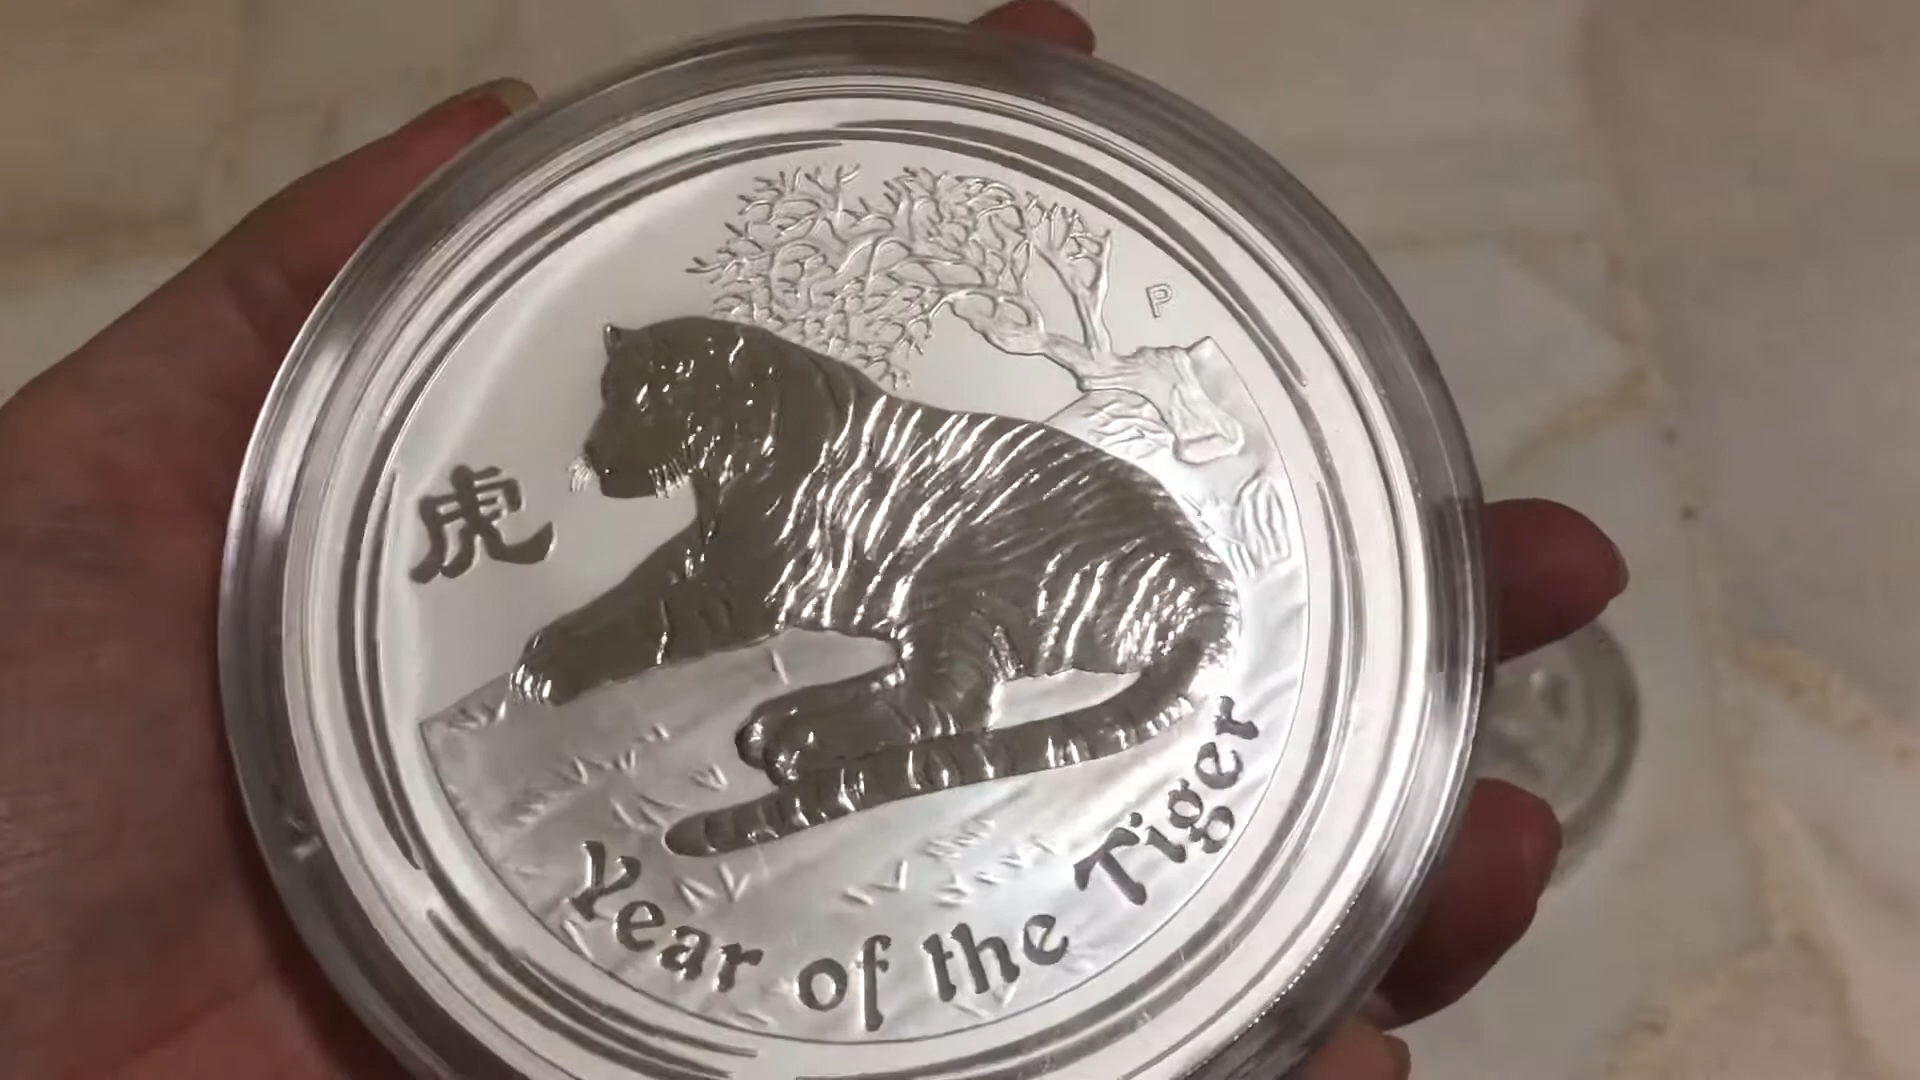 P
虎
Year of the Tiger